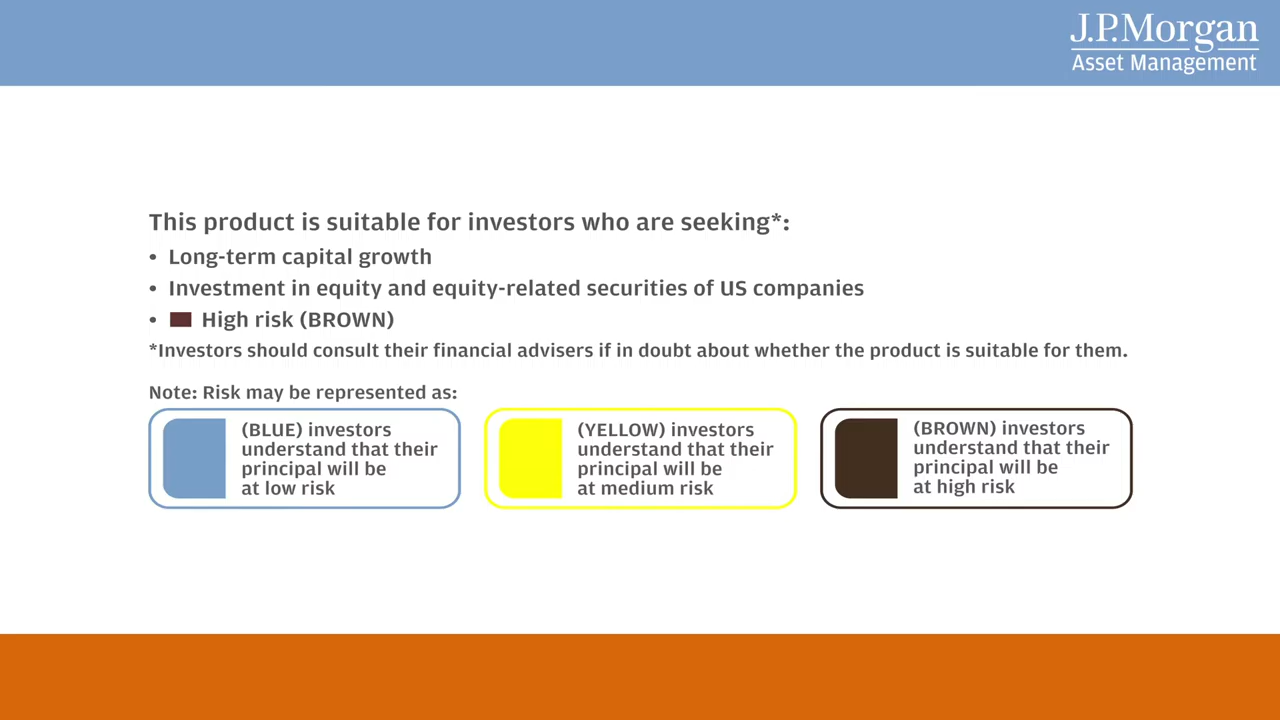 J.P.Morgan
Asset Management
This product is suitable for investors who are seeking*:
• Long-term capital growth
• Investment in equity and equity-related securities of US companies
• High risk (BROWN)
*Investors should consult their financial advisers if in doubt about whether the product is suitable for them.
Note: Risk may be represented as:
(BLUE) investors
understand that their
principal will be
at low risk
(YELLOW) investors
understand that their
principal will be
at medium risk
(BROWN) investors
understand that their
principal will be
at high risk